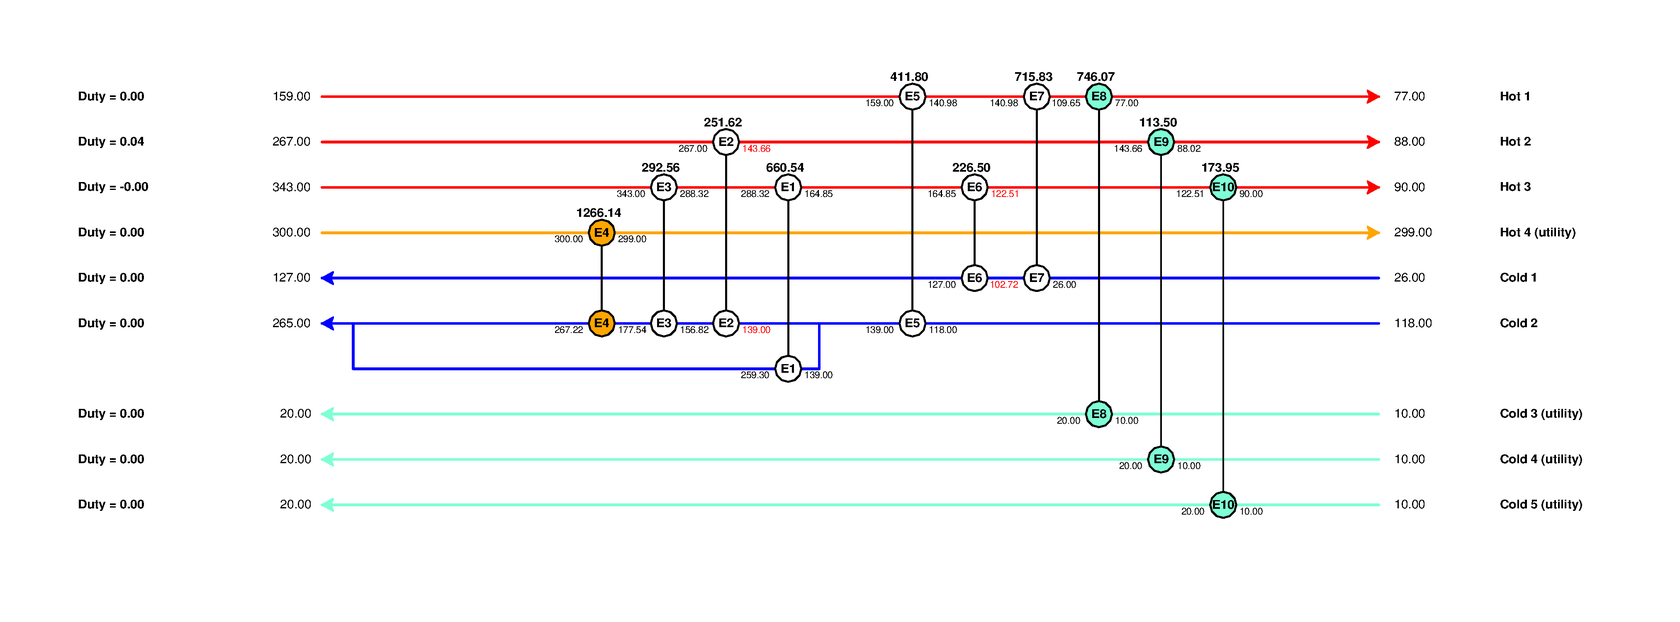 411.80 715.83 746.07
Duty = 0.00 159.00 E5 E7 E8 77.00 Hot 1
159.00 140.98 140.98 109.65 77.00
251.62 113.50
Duty = 0.04 267.00 E2 E9 88.00 Hot 2
267.00 143.66 143.66 88.02
292.56 660.54 226.50 173.95
Duty = -0.00 343.00 E3 E1 E6 E10 90.00 Hot 3
343.00 288.32 288.32 164.85 164.85 122.51 122.51 90.00
1266.14
Duty = 0.00 300.00 E4 299.00 Hot 4 (utility)
300.00 299.00
Duty = 0.00 127.00 E6 E7 26.00 Cold 1
127.00 102.72 26.00
Duty = 0.00 265.00 E4 E3 E2 E5 118.00 Cold 2
267.22 177.54 156.82 139.00 139.00 118.00
E1
259.30 139.00
Duty = 0.00 20.00 E8 10.00 Cold 3 (utility)
20.00 10.00
Duty = 0.00 20.00 E9 10.00 Cold 4 (utility)
20.00 10.00
Duty = 0.00 20.00 E10 10.00 Cold 5 (utility)
20.00 10.00